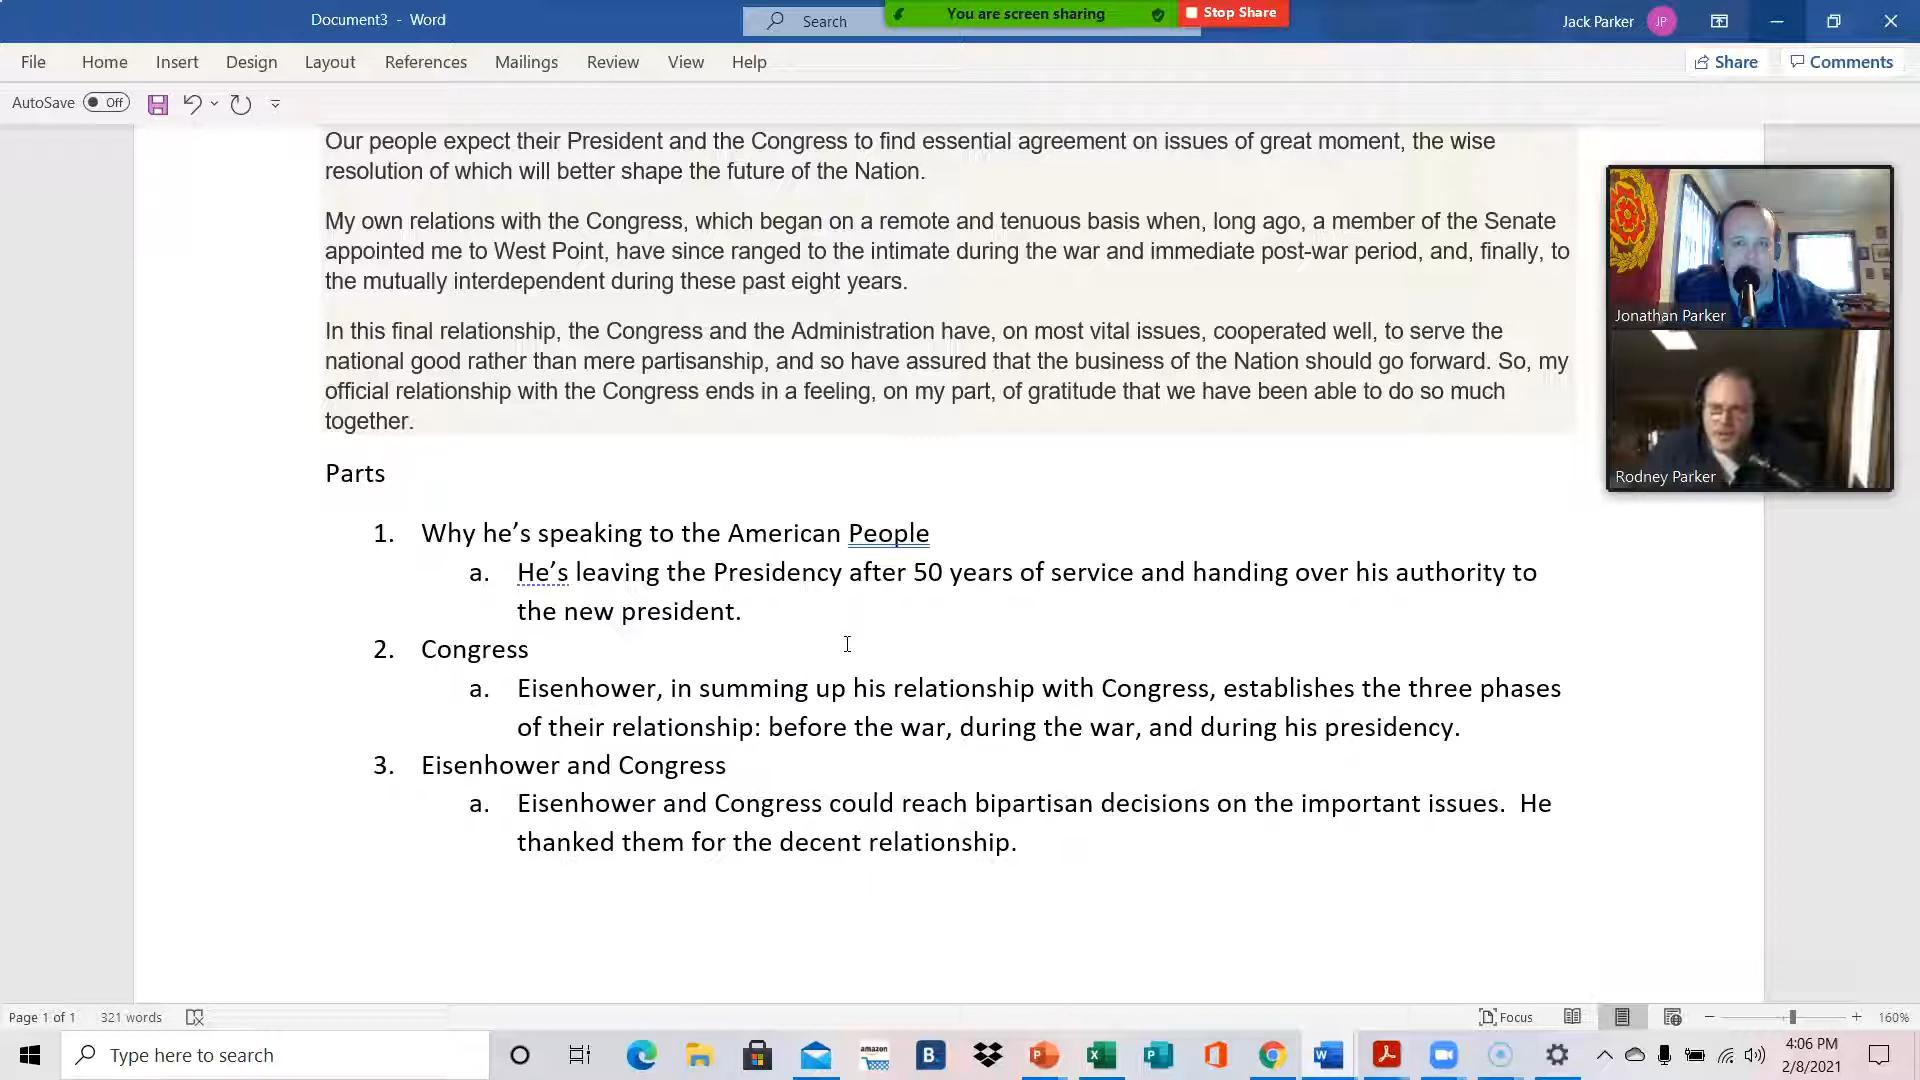 Document3 - Word
Search
You are screen sharing
Stop Share
Jack Parker
JP
File Home Insert Design Layout References Mailings Review View Help
Share
Comments
AutoSave Off
Our people expect their President and the Congress to find essential agreement on issues of great moment, the wise
resolution of which will better shape the future of the Nation.
My own relations with the Congress, which began on a remote and tenuous basis when, long ago, a member of the Senate
appointed me to West Point, have since ranged to the intimate during the war and immediate post-war period, and, finally, to
the mutually interdependent during these past eight years.
In this final relationship, the Congress and the Administration have, on most vital issues, cooperated well, to serve the
national good rather than mere partisanship, and so have assured that the business of the Nation should go forward. So, my
official relationship with the Congress ends in a feeling, on my part, of gratitude that we have been able to do so much
together.
Jonathan Parker
Rodney Parker
Parts
1. Why he’s speaking to the American People
a. He’s leaving the Presidency after 50 years of service and handing over his authority to
the new president.
2. Congress
a. Eisenhower, in summing up his relationship with Congress, establishes the three phases
of their relationship: before the war, during the war, and during his presidency.
3. Eisenhower and Congress
a. Eisenhower and Congress could reach bipartisan decisions on the important issues.  He
thanked them for the decent relationship.
Page 1 of 1 321 words
Focus
160%
Type here to search
amazon
B.
4:06 PM
2/8/2021